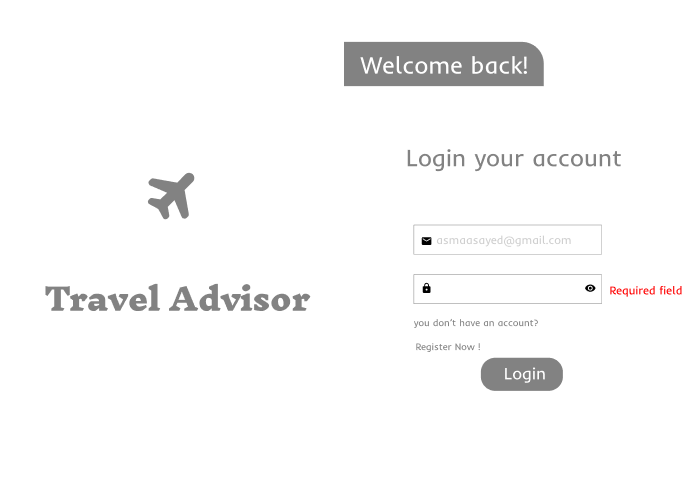 Welcome back!
Login your account
asmaasayed@gmail.com
Travel Advisor
Required field
you don't have an account?
Register Now !
Login